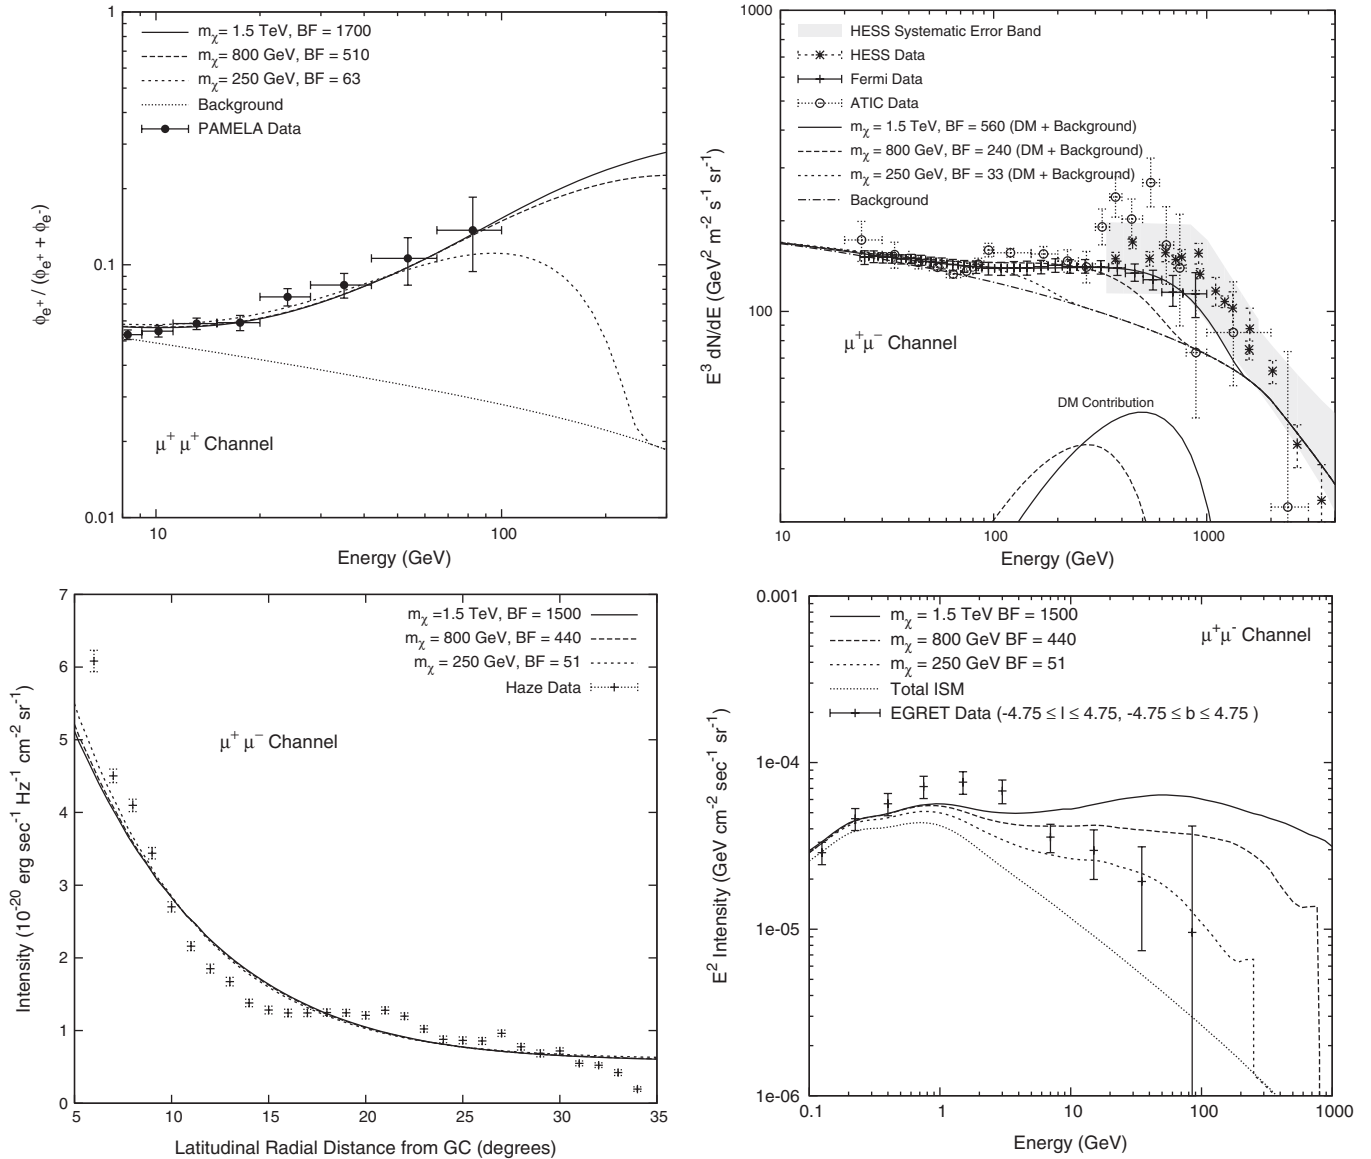 m_χ= 1.5 TeV, BF = 1700
m_χ= 800 GeV, BF = 510
m_χ= 250 GeV, BF = 63
Background
PAMELA Data
μ⁺ μ⁺ Channel
ϕ_e⁺ / (ϕ_e⁺ + ϕ_e⁻)
1
0.1
0.01
10
100
Energy (GeV)
HESS Systematic Error Band
HESS Data
Fermi Data
ATIC Data
m_χ = 1.5 TeV, BF = 560 (DM + Background)
m_χ = 800 GeV, BF = 240 (DM + Background)
m_χ = 250 GeV, BF = 33 (DM + Background)
Background
μ⁺μ⁻ Channel
DM Contribution
E³ dN/dE (GeV² m⁻² s⁻¹ sr⁻¹)
1000
100
10
100
1000
Energy (GeV)
m_χ =1.5 TeV, BF = 1500
m_χ = 800 GeV, BF = 440
m_χ = 250 GeV, BF = 51
Haze Data
μ⁺ μ⁻ Channel
Intensity (10⁻²⁰ erg sec⁻¹ Hz⁻¹ cm⁻² sr⁻¹)
7
6
5
4
3
2
1
0
5
10
15
20
25
30
35
Latitudinal Radial Distance from GC (degrees)
m_χ = 1.5 TeV BF = 1500
m_χ = 800 GeV BF = 440
m_χ = 250 GeV BF = 51
Total ISM
EGRET Data (-4.75 ≤ l ≤ 4.75, -4.75 ≤ b ≤ 4.75 )
μ⁺μ⁻ Channel
E² Intensity (GeV cm⁻² sec⁻¹ sr⁻¹)
0.001
1e-04
1e-05
1e-06
0.1
1
10
100
1000
Energy (GeV)